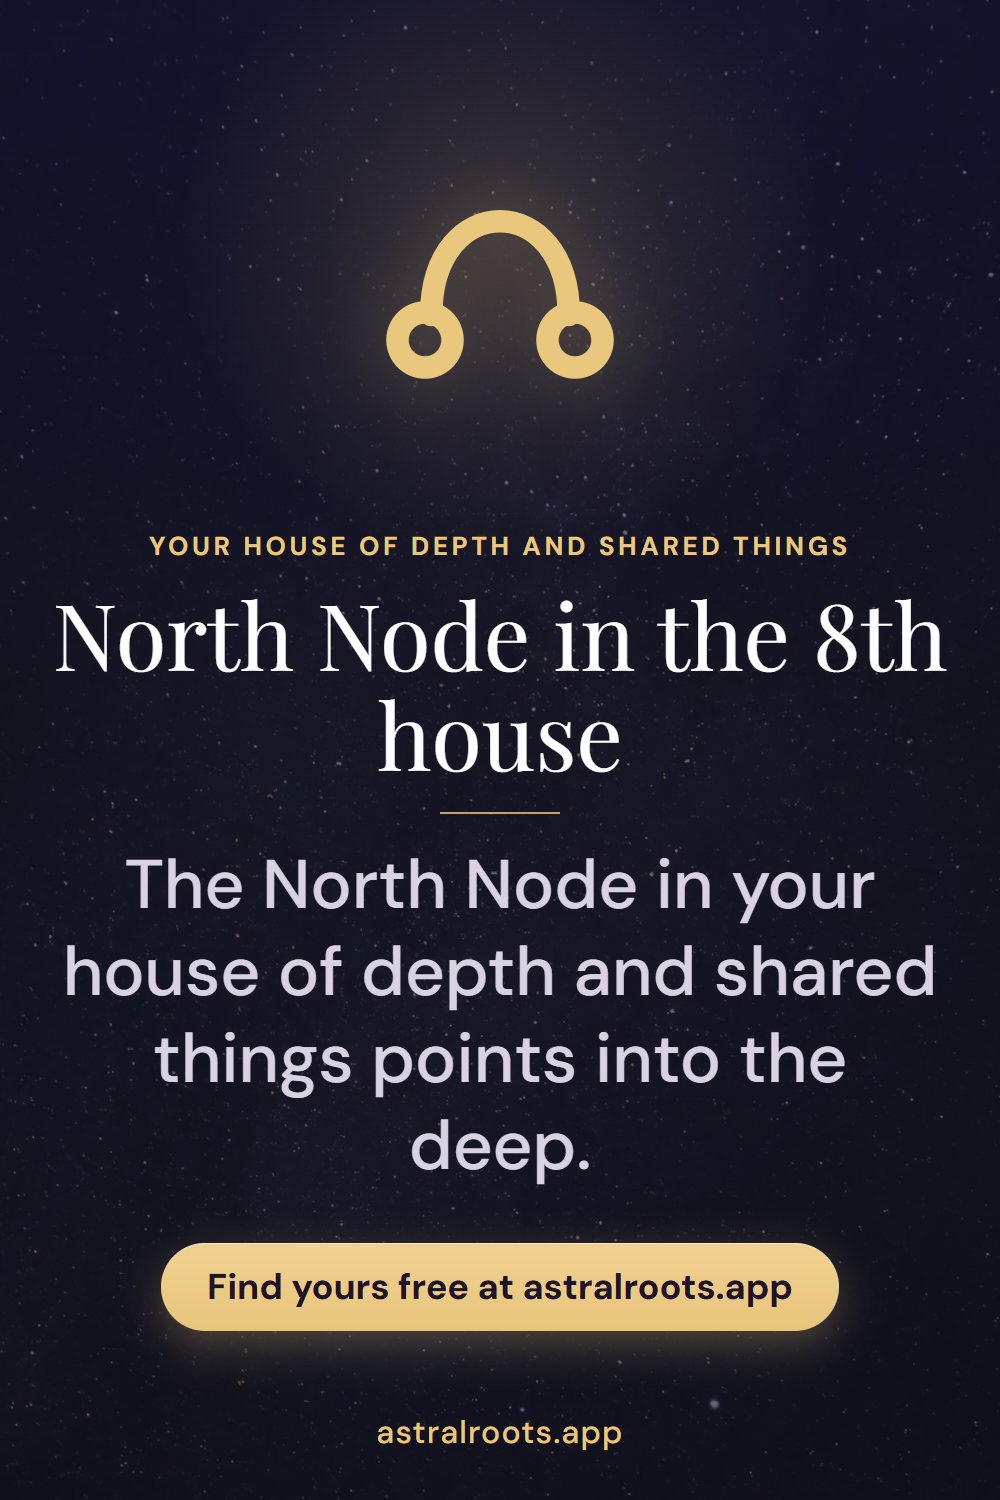 YOUR HOUSE OF DEPTH AND SHARED THINGS
North Node in the 8th
house
The North Node in your
house of depth and shared
things points into the
deep.
Find yours free at astralroots.app
astralroots.app